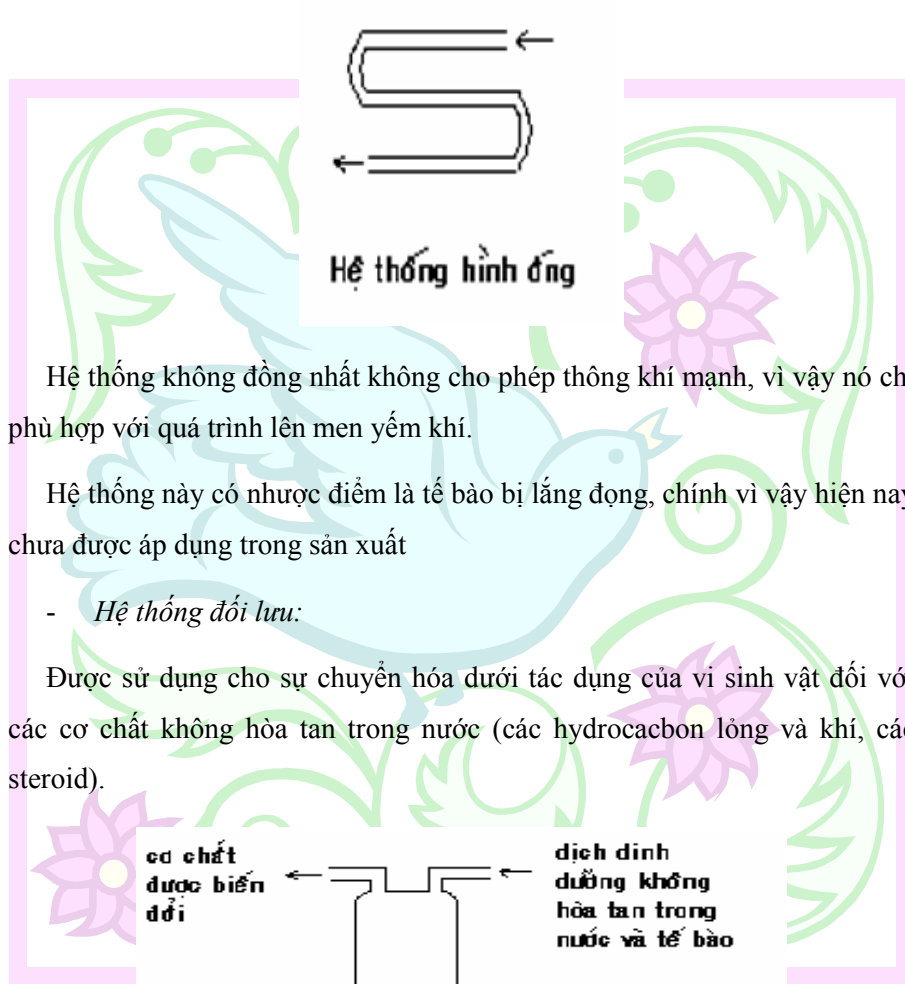 Hệ thống hình ống
Hệ thống không đồng nhất không cho phép thông khí mạnh, vì vậy nó ch
phù hợp với quá trình lên men yếm khí.
Hệ thống này có nhược điểm là tế bào bị lắng đọng, chính vì vậy hiện nay
chưa được áp dụng trong sản xuất
- Hệ thống đối lưu:
Được sử dụng cho sự chuyển hóa dưới tác dụng của vi sinh vật đối vớ
các cơ chất không hòa tan trong nước (các hydrocacbon lỏng và khí, các
steroid).
cơ chất
được biến
đổi
dịch dinh
dưỡng không
hòa tan trong
nước và tế bào